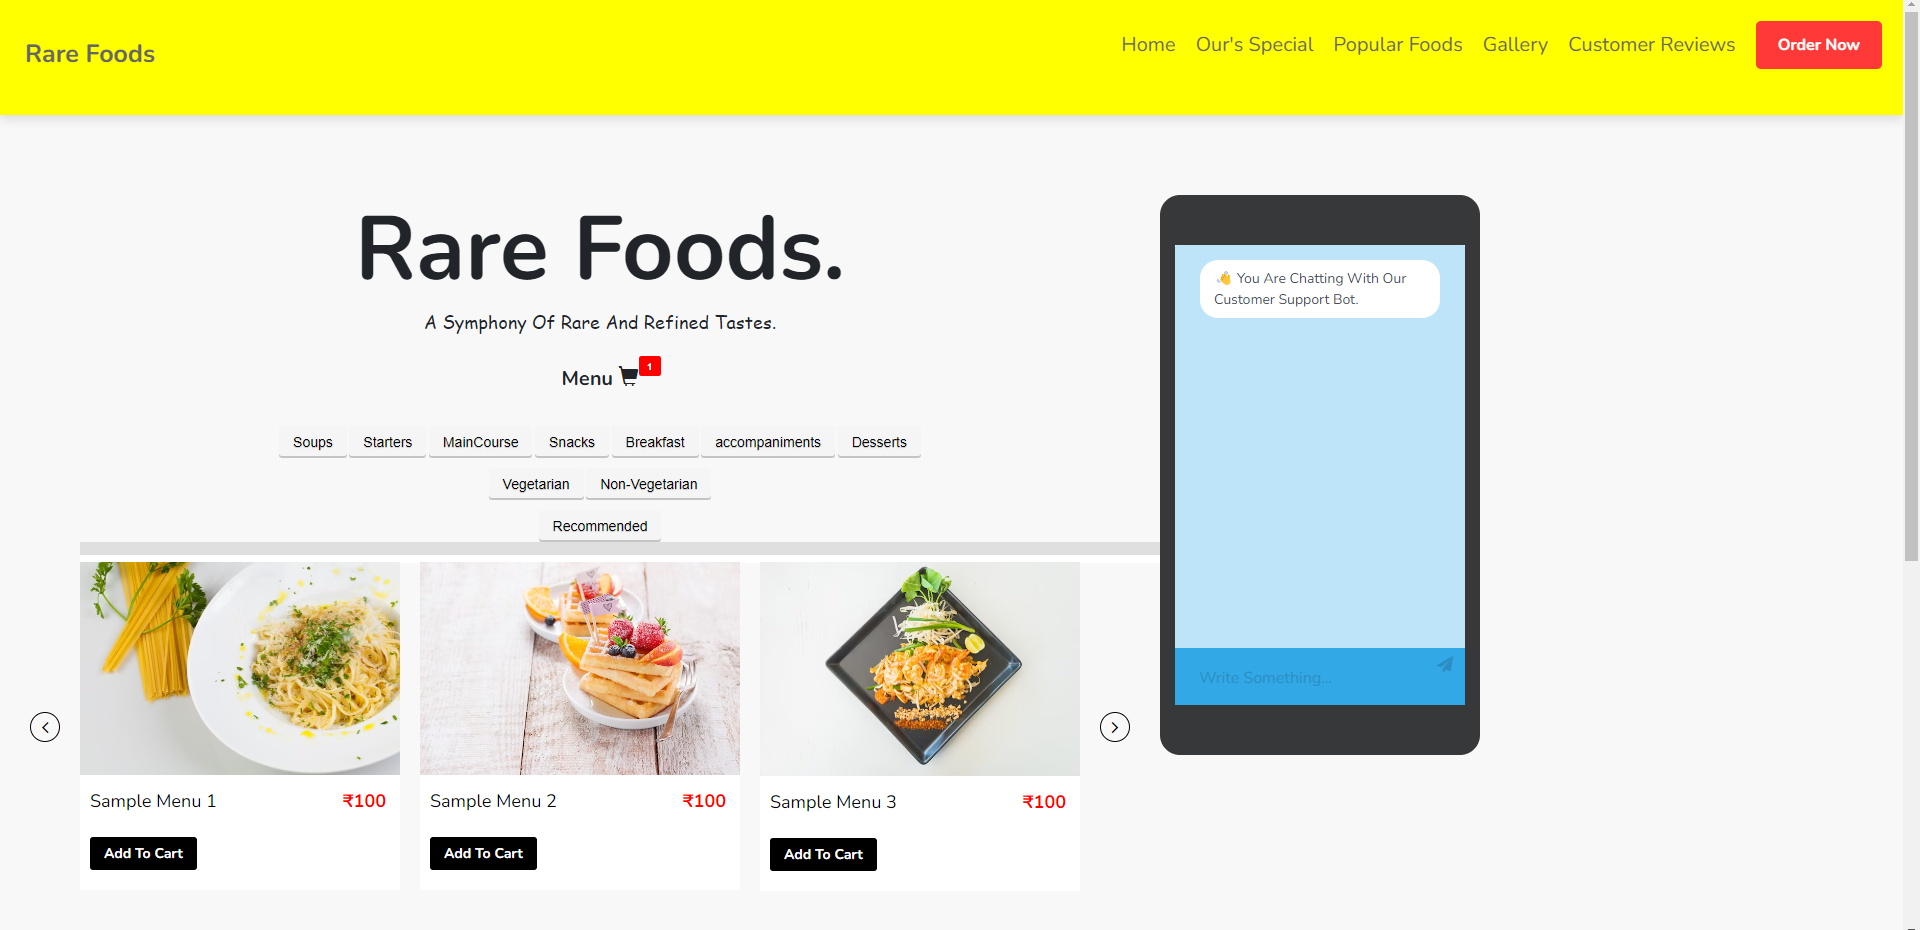 Rare Foods
Home Our's Special Popular Foods Gallery Customer Reviews Order Now
Rare Foods.
A Symphony Of Rare And Refined Tastes.
Menu 1
Soups Starters MainCourse Snacks Breakfast accompaniments Desserts
Vegetarian Non-Vegetarian
Recommended
👋 You Are Chatting With Our
Customer Support Bot.
Write Something...
Sample Menu 1 ₹100
Add To Cart
Sample Menu 2 ₹100
Add To Cart
Sample Menu 3 ₹100
Add To Cart